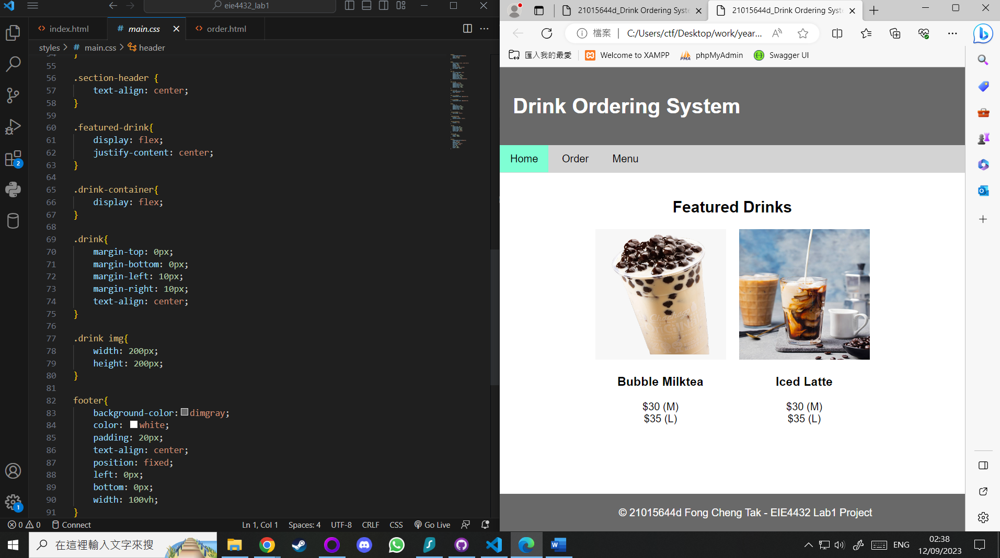 eie4432_lab1
index.html
# main.css
order.html
styles > # main.css > header
54 }
55
56 .section-header {
57 text-align: center;
58 }
59
60 .featured-drink{
61 display: flex;
62 justify-content: center;
63 }
64
65 .drink-container{
66 display: flex;
67 }
68
69 .drink{
70 margin-top: 0px;
71 margin-bottom: 0px;
72 margin-left: 10px;
73 margin-right: 10px;
74 text-align: center;
75 }
76
77 .drink img{
78 width: 200px;
79 height: 200px;
80 }
81
82 footer{
83 background-color: dimgray;
84 color: white;
85 padding: 20px;
86 text-align: center;
87 position: fixed;
88 left: 0px;
89 bottom: 0px;
90 width: 100vh;
91 }
2
1
0 0 Connect
Ln 1, Col 1 Spaces: 4 UTF-8 CRLF CSS Go Live
21015644d_Drink Ordering Syste
21015644d_Drink Ordering Syste
檔案 | C:/Users/ctf/Desktop/work/year...
匯入我的最愛 Welcome to XAMPP phpMyAdmin Swagger UI
Drink Ordering System
Home Order Menu
Featured Drinks
Bubble Milktea
$30 (M)
$35 (L)
Iced Latte
$30 (M)
$35 (L)
© 21015644d Fong Cheng Tak - EIE4432 Lab1 Project
在這裡輸入文字來搜
ENG
02:38
12/09/2023